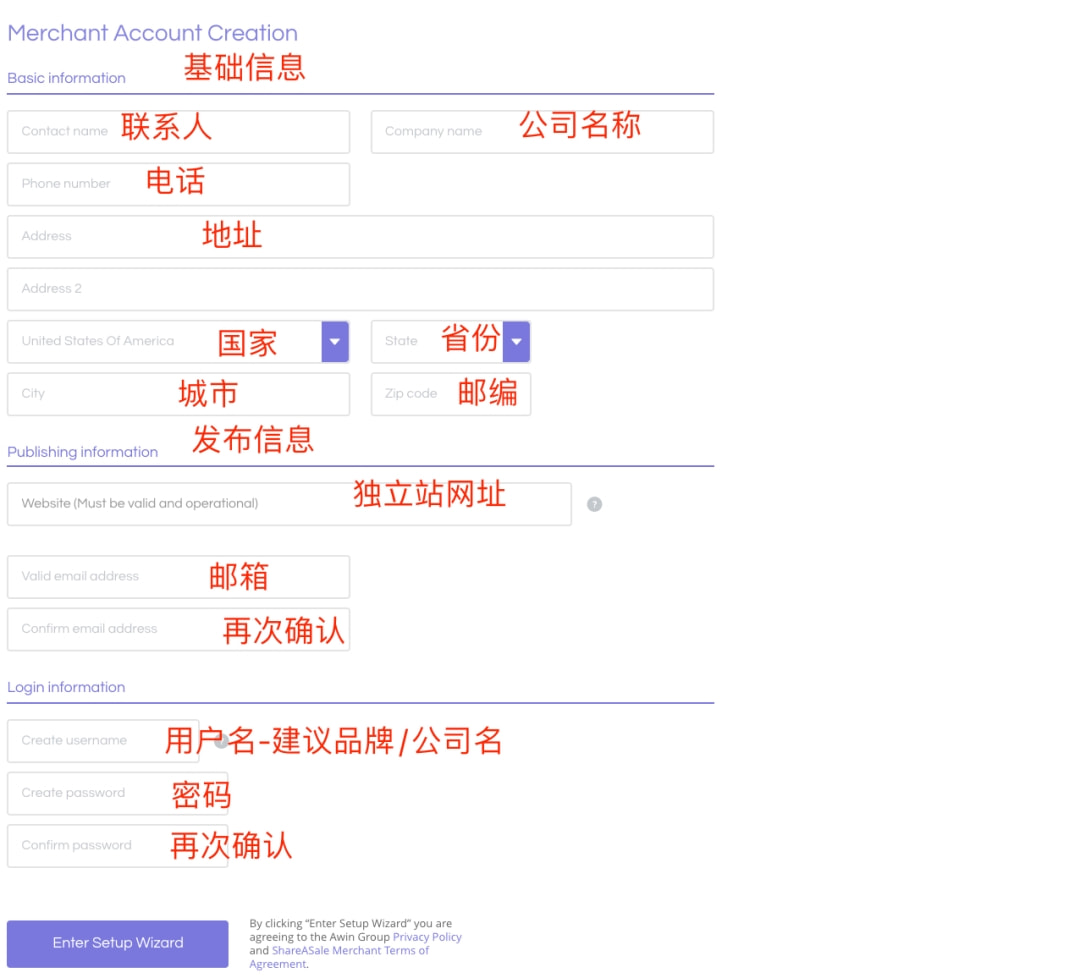 Merchant Account Creation
Basic information 基础信息
Contact name 联系人 Company name 公司名称
Phone number 电话
Address 地址
Address 2
United States Of America 国家 State 省份
City 城市 Zip code 邮编
Publishing information 发布信息
Website (Must be valid and operational) 独立站网址 ?
Valid email address 邮箱
Confirm email address 再次确认
Login information
Create username 用户名-建议品牌/公司名
Create password 密码
Confirm password 再次确认
Enter Setup Wizard
By clicking “Enter Setup Wizard” you are
agreeing to the Awin Group Privacy Policy
and ShareASale Merchant Terms of
Agreement.